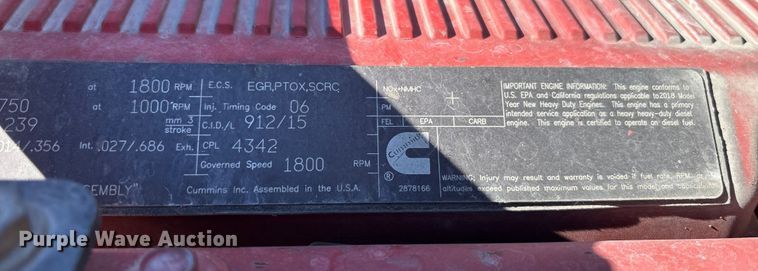 at 1800 RPM
E.C.S. EGR,PTOX,SCRC
750 at 1000 RPM
Inj. Timing Code 06
239 mm 3 stroke
C.I.D./L 912/15
.014/.356 Int. .027/.686 Exh.
CPL 4342
Governed Speed 1800 RPM
SEMBLY"
Cummins Inc. Assembled in the U.S.A.
NOx+NMHC
PM
FEL EPA CARB
Cummins
®
2878166
IMPORTANT ENGINE INFORMATION: This engine conforms to
U.S. EPA and California regulations applicable to 2018 Model
Year New Heavy Duty Engines. This engine has a primary
intended service application as a heavy heavy-duty diesel
engine. This engine is certified to operate on diesel fuel.
WARNING: Injury may result and warranty is voided if fuel rate, RPM or
altitudes exceed published maximum values for this model and application.
Purple Wave Auction